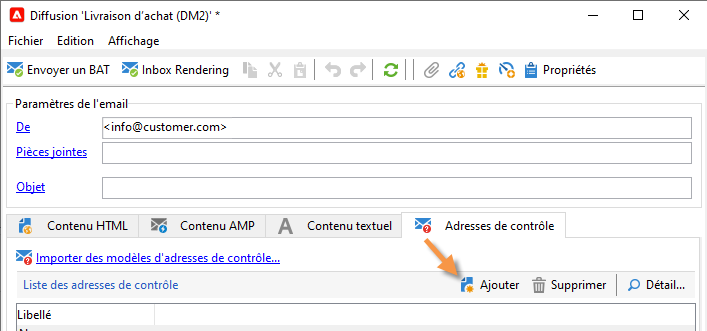 Diffusion 'Livraison d'achat (DM2)' *
Fichier Edition Affichage
Envoyer un BAT Inbox Rendering Propriétés
Paramètres de l'email
De <info@customer.com>
Pièces jointes
Objet
Contenu HTML Contenu AMP Contenu textuel Adresses de contrôle
Importer des modèles d'adresses de contrôle...
Liste des adresses de contrôle Ajouter Supprimer Détail...
Libellé